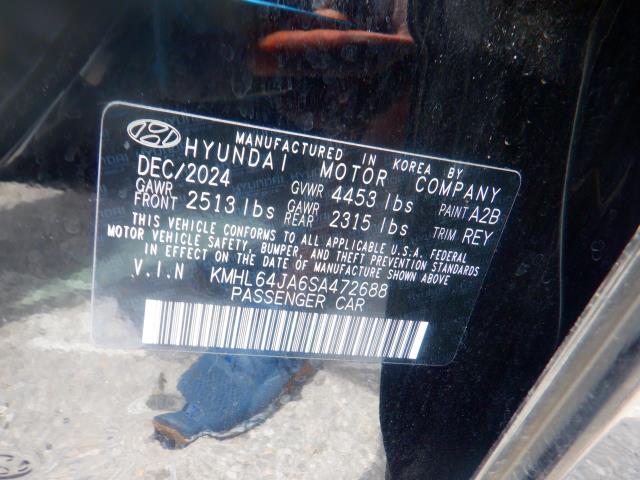 MANUFACTURED IN KOREA BY
HYUNDAI MOTOR COMPANY
DEC/2024 GVWR 4453 lbs PAINT A2B
GAWR FRONT 2513 lbs GAWR REAR 2315 lbs TRIM REY
THIS VEHICLE CONFORMS TO ALL APPLICABLE U.S.A. FEDERAL
MOTOR VEHICLE SAFETY, BUMPER, AND THEFT PREVENTION STANDARDS
IN EFFECT ON THE DATE OF MANUFACTURE SHOWN ABOVE
V.I.N KMHL64JA6SA472688
PASSENGER CAR